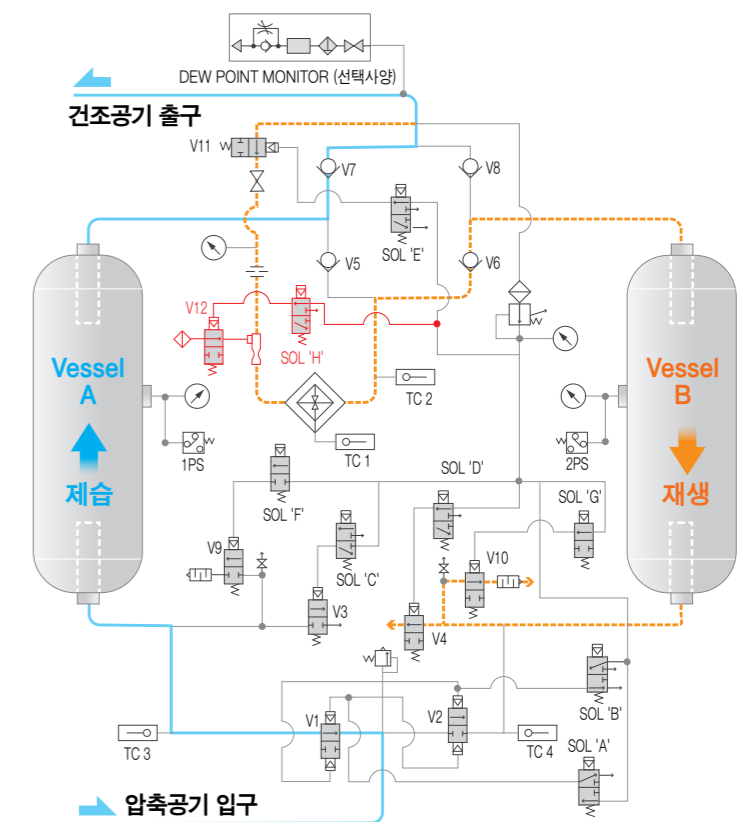 DEW POINT MONITOR (선택사양)
건조공기 출구
V11
V7
V8
SOL 'E'
V5
V6
V12
SOL 'H'
Vessel
A
제습
Vessel
B
재생
TC 2
TC 1
1PS
2PS
SOL 'D'
SOL 'F'
SOL 'G'
V9
SOL 'C'
V10
V3
V4
V1
V2
SOL 'B'
TC 3
TC 4
SOL 'A'
압축공기 입구